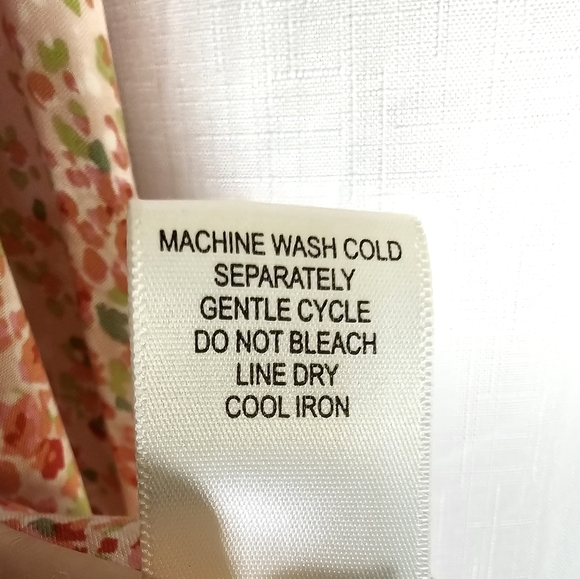 MACHINE WASH COLD
SEPARATELY
GENTLE CYCLE
DO NOT BLEACH
LINE DRY
COOL IRON